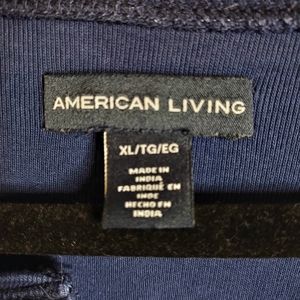 AMERICAN LIVING
XL/TG/EG
MADE IN
INDIA
FABRIQUÉ EN
INDE
HECHO EN
INDIA